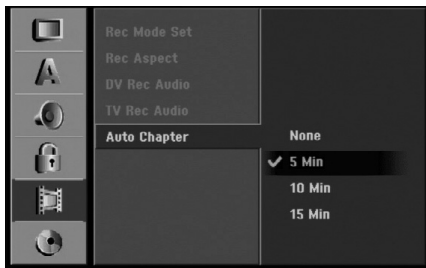 Rec Mode Set
Rec Aspect
DV Rec Audio
TV Rec Audio
Auto Chapter
None
5 Min
10 Min
15 Min